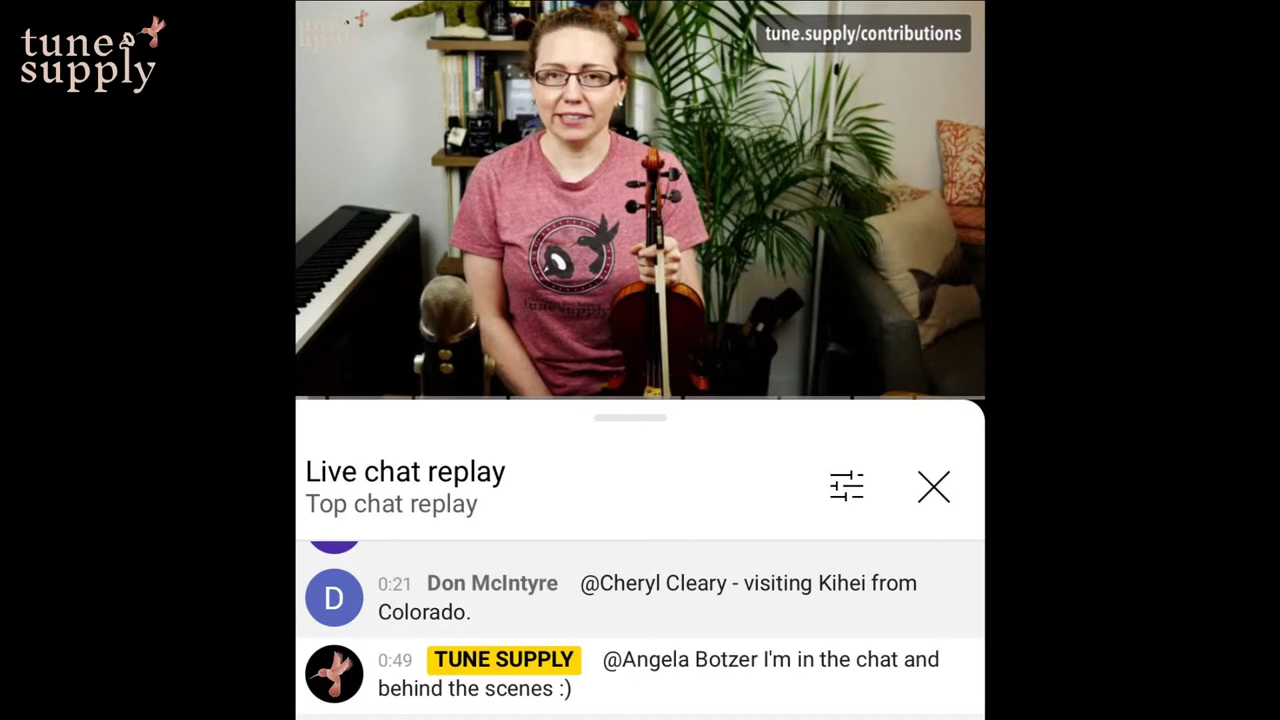 tune
supply
tune.supply/contributions
tunesupply
Live chat replay
Top chat replay
0:21 Don McIntyre @Cheryl Cleary - visiting Kihei from
Colorado.
D
0:49 TUNE SUPPLY @Angela Botzer I'm in the chat and
behind the scenes :)